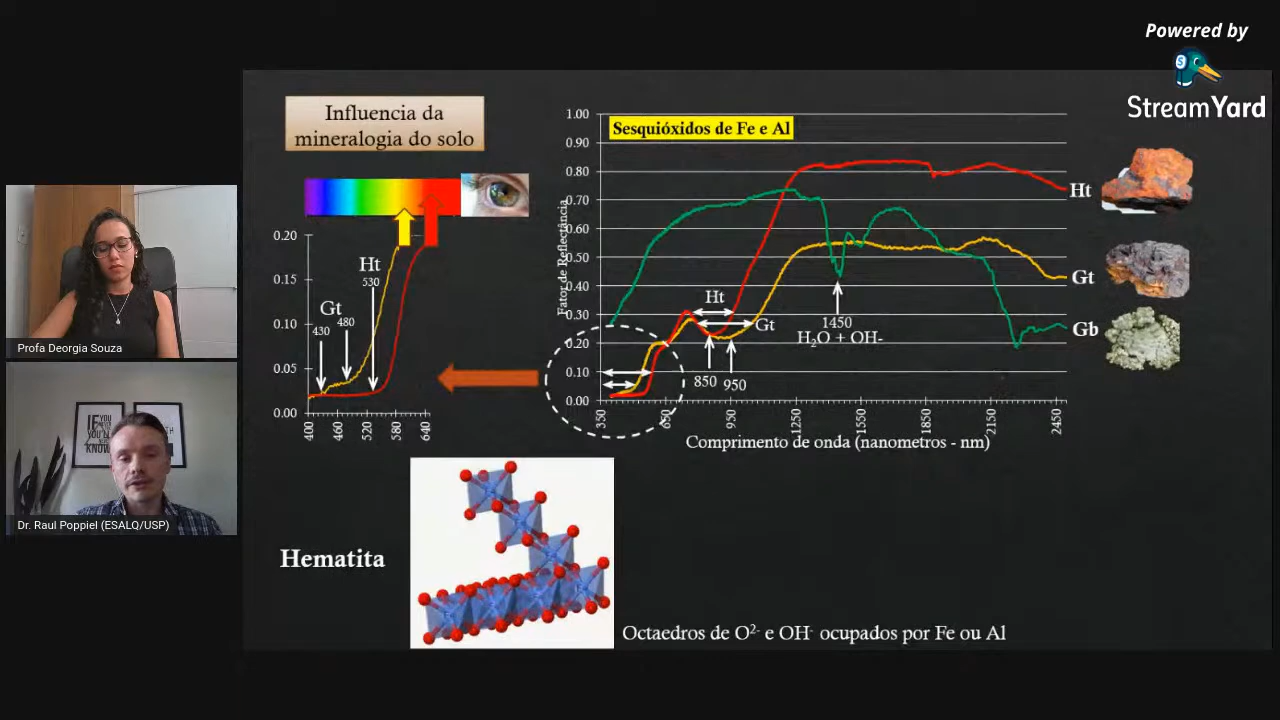 Powered by
StreamYard
Influencia da
mineralogia do solo
Sesquióxidos de Fe e Al
1.00
0.90
0.80
0.70
0.60
0.50
0.40
0.30
0.20
0.10
0.00
Fator de Reflectância
Ht
Gt
Gb
Ht
Gt
1450
H₂O + OH-
850
950
350
650
950
1250
1550
1850
2150
2450
Comprimento de onda (nanometros - nm)
0.20
0.15
0.10
0.05
0.00
Ht
530
Gt
430
480
400
460
520
580
640
IF
YOU
KNOW
Profa Deorgia Souza
Dr. Raul Poppiel (ESALQ/USP)
Hematita
Octaedros de O²⁻ e OH⁻ ocupados por Fe ou Al